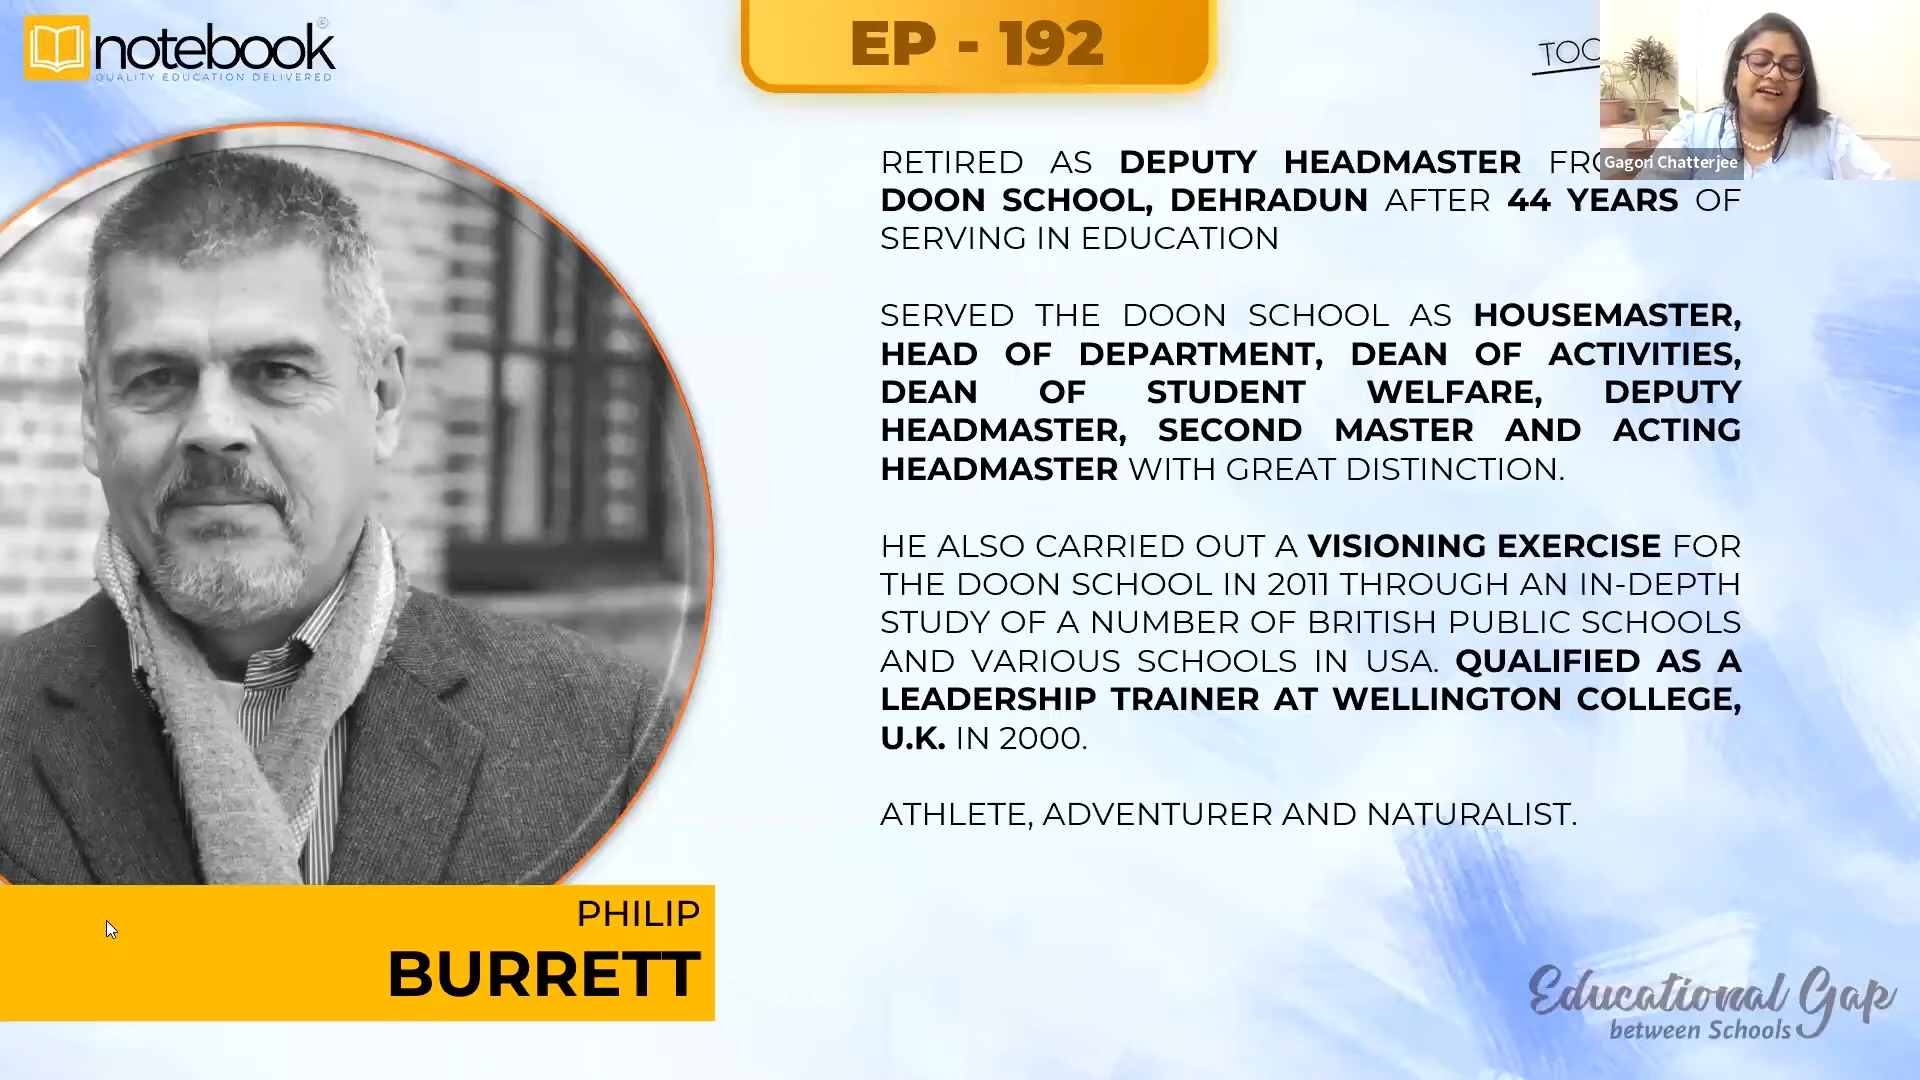 notebook
QUALITY EDUCATION DELIVERED
EP - 192
Gagori Chatterjee
RETIRED AS DEPUTY HEADMASTER
DOON SCHOOL, DEHRADUN AFTER 44 YEARS OF
SERVING IN EDUCATION
SERVED THE DOON SCHOOL AS HOUSEMASTER,
HEAD OF DEPARTMENT, DEAN OF ACTIVITIES,
DEAN OF STUDENT WELFARE, DEPUTY
HEADMASTER, SECOND MASTER AND ACTING
HEADMASTER WITH GREAT DISTINCTION.
HE ALSO CARRIED OUT A VISIONING EXERCISE FOR
THE DOON SCHOOL IN 2011 THROUGH AN IN-DEPTH
STUDY OF A NUMBER OF BRITISH PUBLIC SCHOOLS
AND VARIOUS SCHOOLS IN USA. QUALIFIED AS A
LEADERSHIP TRAINER AT WELLINGTON COLLEGE,
U.K. IN 2000.
ATHLETE, ADVENTURER AND NATURALIST.
PHILIP
BURRETT
Educational Gap
between Schools